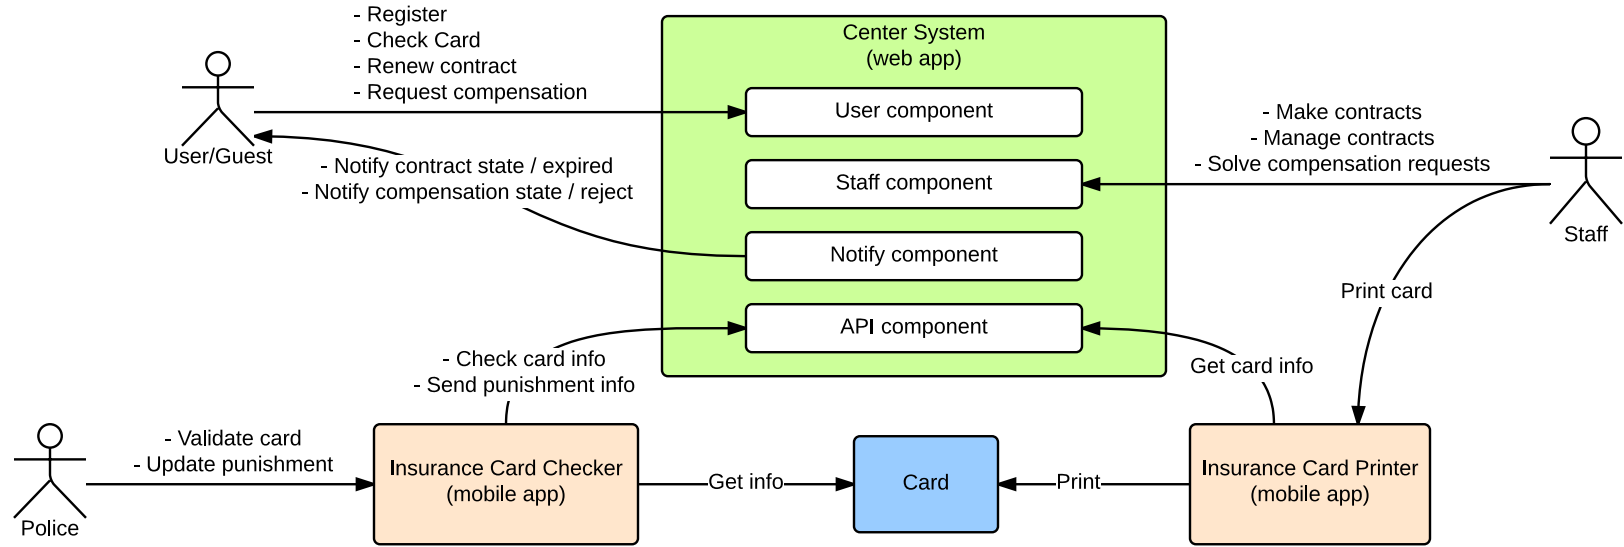 - Register
- Check Card
- Renew contract
- Request compensation
User/Guest
- Notify contract state / expired
- Notify compensation state / reject
Center System
(web app)
User component
Staff component
Notify component
API component
- Make contracts
- Manage contracts
- Solve compensation requests
Staff
Print card
- Check card info
- Send punishment info
Get card info
- Validate card
- Update punishment
Police
Insurance Card Checker
(mobile app)
Get info
Card
Print
Insurance Card Printer
(mobile app)